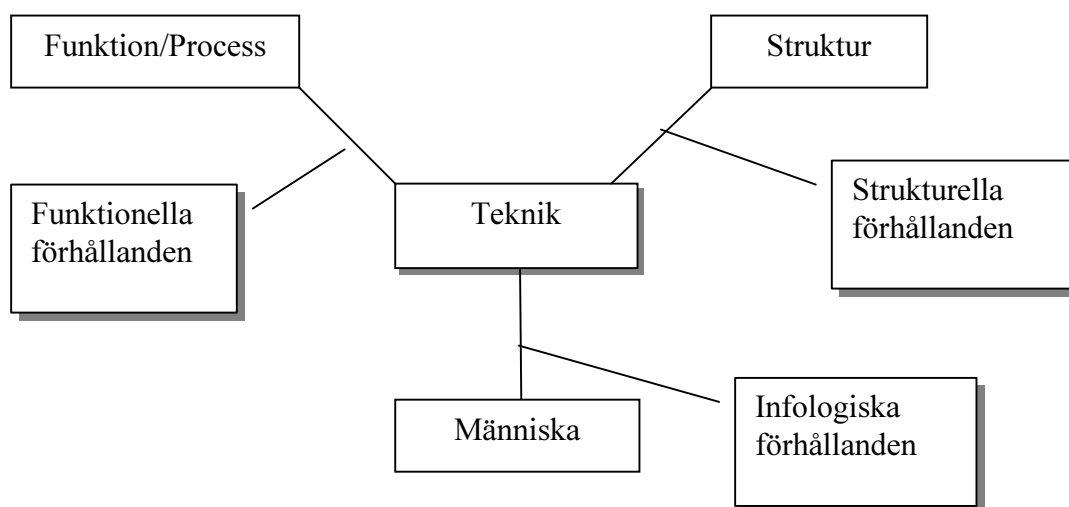 Funktion/Process
Struktur
Funktionella
förhållanden
Teknik
Strukturella
förhållanden
Människa
Infologiska
förhållanden